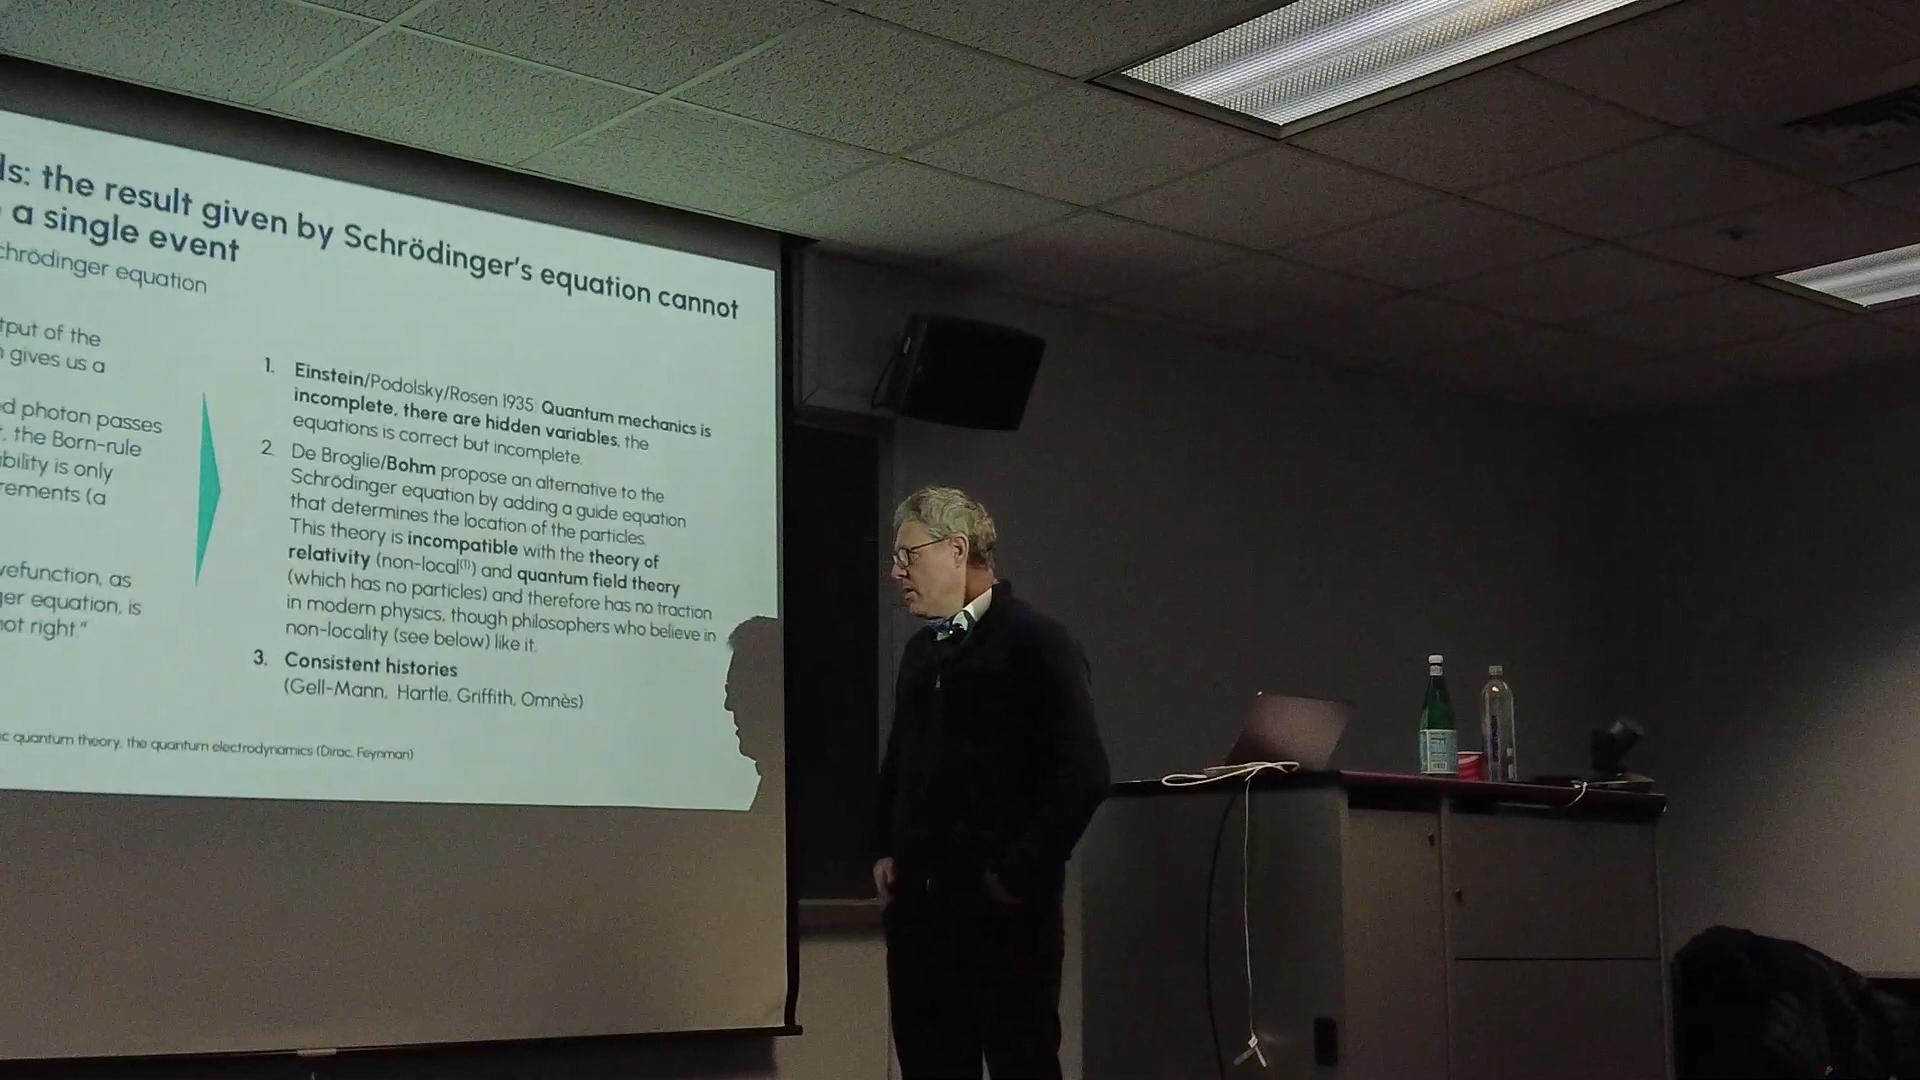 ls: the result given by Schrödinger's equation cannot
a single event
chrödinger equation
tput of the
gives us a
d photon passes
, the Born-rule
bility is only
rements (a
vefunction, as
ger equation, is
not right."
1. Einstein/Podolsky/Rosen 1935: Quantum mechanics is
incomplete, there are hidden variables, the
equations is correct but incomplete.
2. De Broglie/Bohm propose an alternative to the
Schrödinger equation by adding a guide equation
that determines the location of the particles.
This theory is incompatible with the theory of
relativity (non-local(1)) and quantum field theory
(which has no particles) and therefore has no traction
in modern physics, though philosophers who believe in
non-locality (see below) like it.
3. Consistent histories
(Gell-Mann, Hartle, Griffith, Omnès)
ic quantum theory, the quantum electrodynamics (Dirac, Feynman)